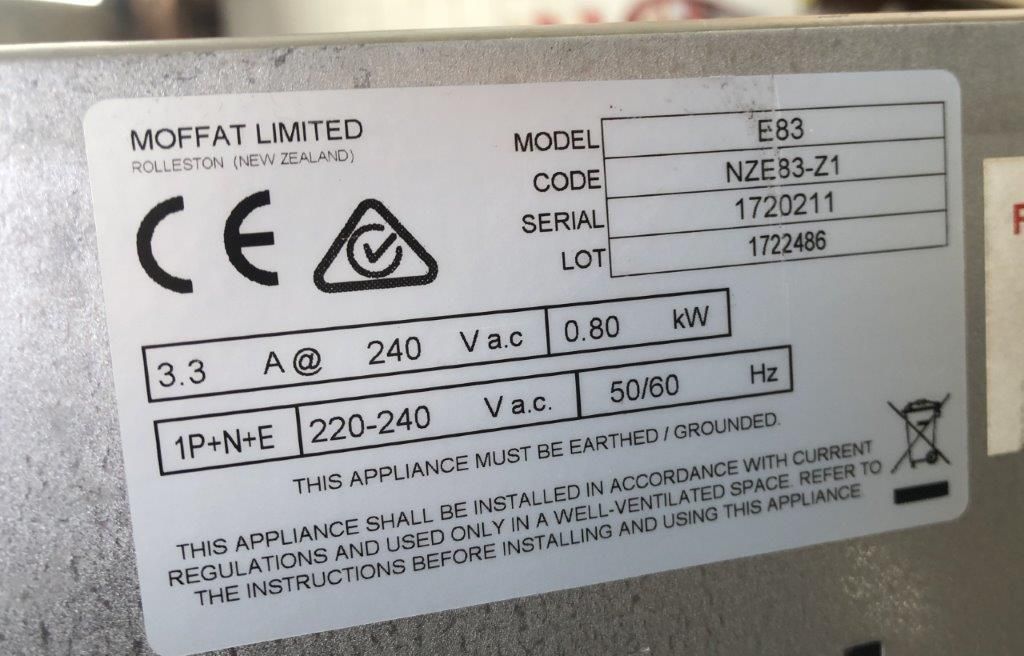 MOFFAT LIMITED
ROLLESTON (NEW ZEALAND)
CE
MODEL E83
CODE NZE83-Z1
SERIAL 1720211
LOT 1722486
3.3 A@ 240 V a.c 0.80 kW
1P+N+E 220-240 V a.c. 50/60 Hz
THIS APPLIANCE MUST BE EARTHED / GROUNDED.
THIS APPLIANCE SHALL BE INSTALLED IN ACCORDANCE WITH CURRENT
REGULATIONS AND USED ONLY IN A WELL-VENTILATED SPACE. REFER TO
THE INSTRUCTIONS BEFORE INSTALLING AND USING THIS APPLIANCE